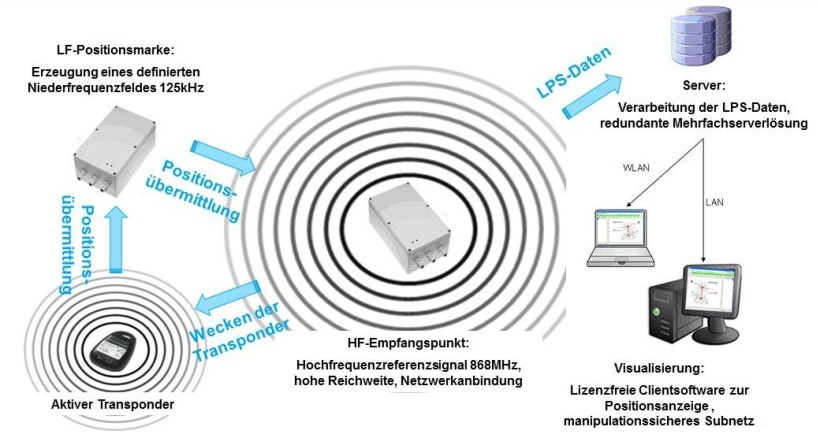 LF-Positionsmarke:
Erzeugung eines definierten
Niederfrequenzfeldes 125kHz
Positions-
übermittlung
Positions-
übermittlung
Wecken der
Transponder
Aktiver Transponder
HF-Empfangspunkt:
Hochfrequenzreferenzsignal 868MHz,
hohe Reichweite, Netzwerkanbindung
LPS-Daten
Server:
Verarbeitung der LPS-Daten,
redundante Mehrfachserverlösung
WLAN
LAN
Visualisierung:
Lizenzfreie Clientsoftware zur
Positionsanzeige ,
manipulationssicheres Subnetz